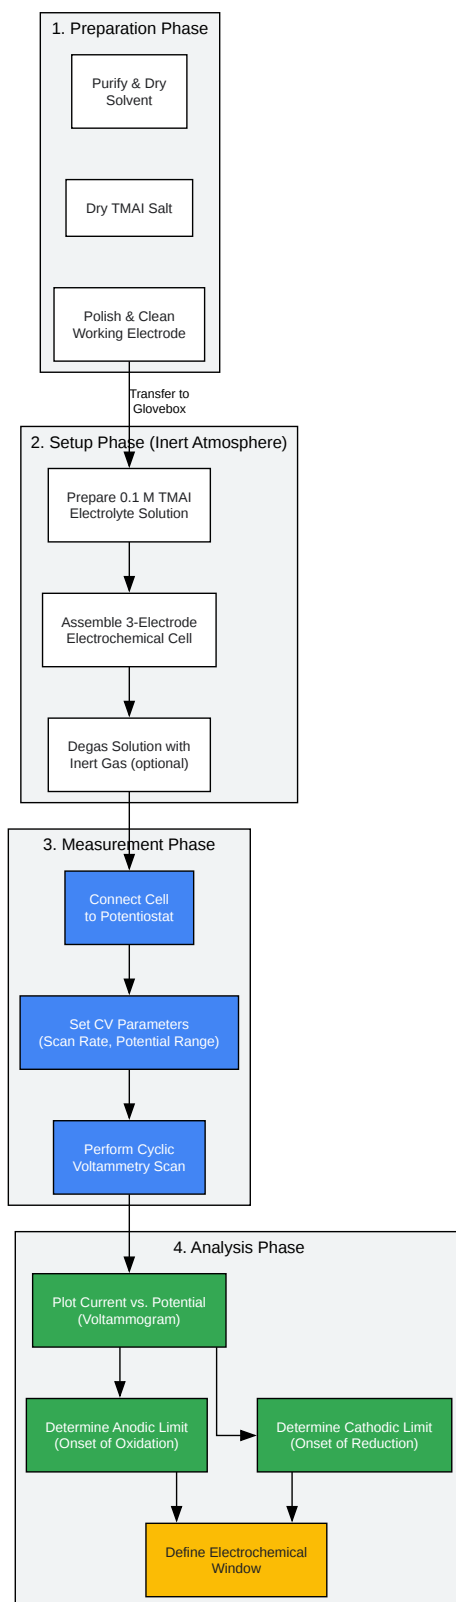 1. Preparation Phase
Purify & Dry
Solvent
Dry TMAI Salt
Polish & Clean
Working Electrode
Transfer to
Glovebox
2. Setup Phase (Inert Atmosphere)
Prepare 0.1 M TMAI
Electrolyte Solution
Assemble 3-Electrode
Electrochemical Cell
Degas Solution with
Inert Gas (optional)
3. Measurement Phase
Connect Cell
to Potentiostat
Set CV Parameters
(Scan Rate, Potential Range)
Perform Cyclic
Voltammetry Scan
4. Analysis Phase
Plot Current vs. Potential
(Voltammogram)
Determine Anodic Limit
(Onset of Oxidation)
Determine Cathodic Limit
(Onset of Reduction)
Define Electrochemical
Window